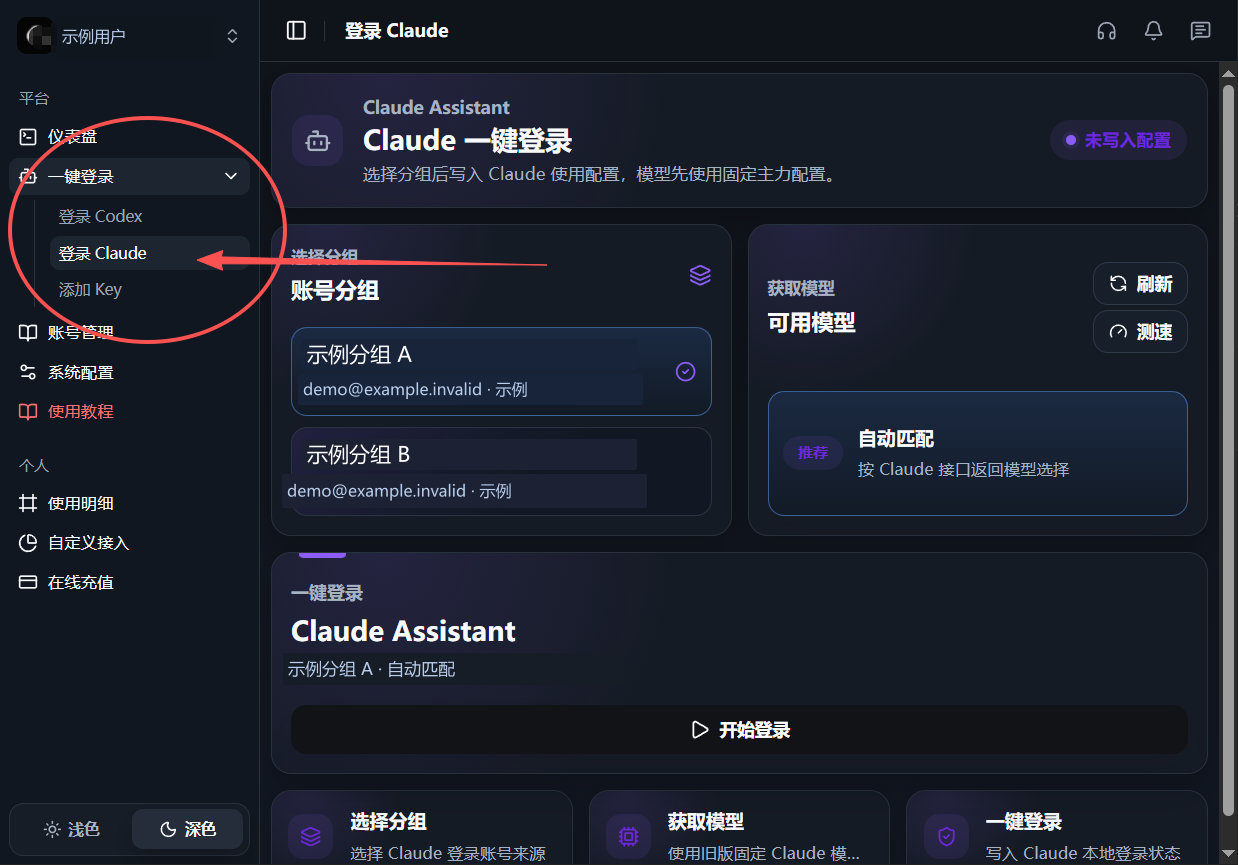 示例用户
平台
仪表盘
一键登录
登录 Codex
登录 Claude
添加 Key
账号管理
系统配置
使用教程
个人
使用明细
自定义接入
在线充值
浅色
深色
登录 Claude
Claude Assistant
Claude 一键登录
选择分组后写入 Claude 使用配置，模型先使用固定主力配置。
未写入配置
选择分组
账号分组
示例分组 A
demo@example.invalid · 示例
示例分组 B
demo@example.invalid · 示例
获取模型
可用模型
刷新
测速
推荐
自动匹配
按 Claude 接口返回模型选择
一键登录
Claude Assistant
示例分组 A · 自动匹配
开始登录
选择分组
选择 Claude 登录账号来源
获取模型
使用旧版固定 Claude 模...
一键登录
写入 Claude 本地登录状态